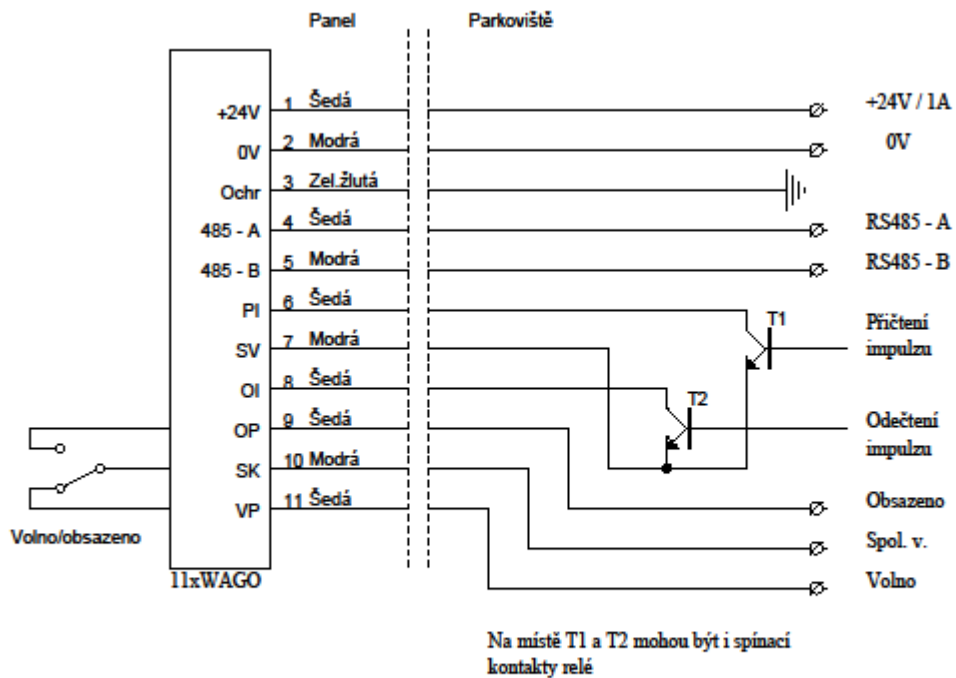 Panel
Parkoviště
+24V 1 Šedá +24V / 1A
0V 2 Modrá 0V
Ochr 3 Zel.žlutá
485 - A 4 Šedá RS485 - A
485 - B 5 Modrá RS485 - B
PI 6 Šedá T1 Přičtení
impulzu
SV 7 Modrá
OI 8 Šedá T2
OP 9 Šedá Odečtení
impulzu
SK 10 Modrá
VP 11 Šedá Obsazeno
Volno/obsazeno
Spol. v.
11xWAGO
Volno
Na místě T1 a T2 mohou být i spínací
kontakty relé